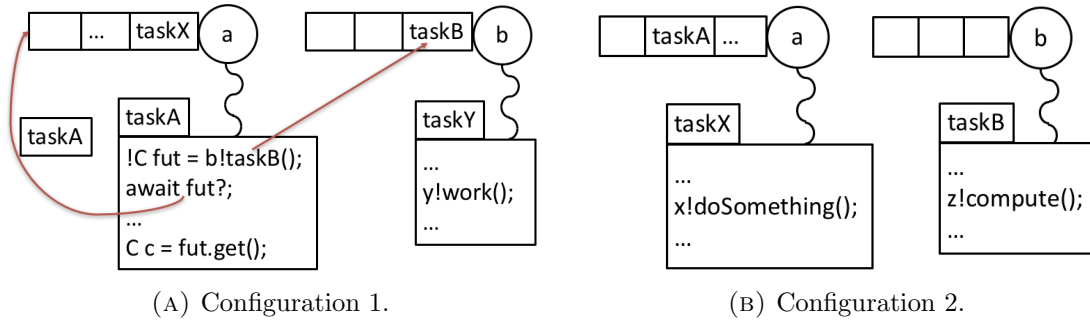 ... taskX a
taskB b
taskA
taskA
!C fut = b!taskB();
await fut?;
...
C c = fut.get();
taskY
...
y!work();
...
(A) Configuration 1.
taskA ... a
b
taskX
...
x!doSomething();
...
taskB
...
z!compute();
...
(B) Configuration 2.